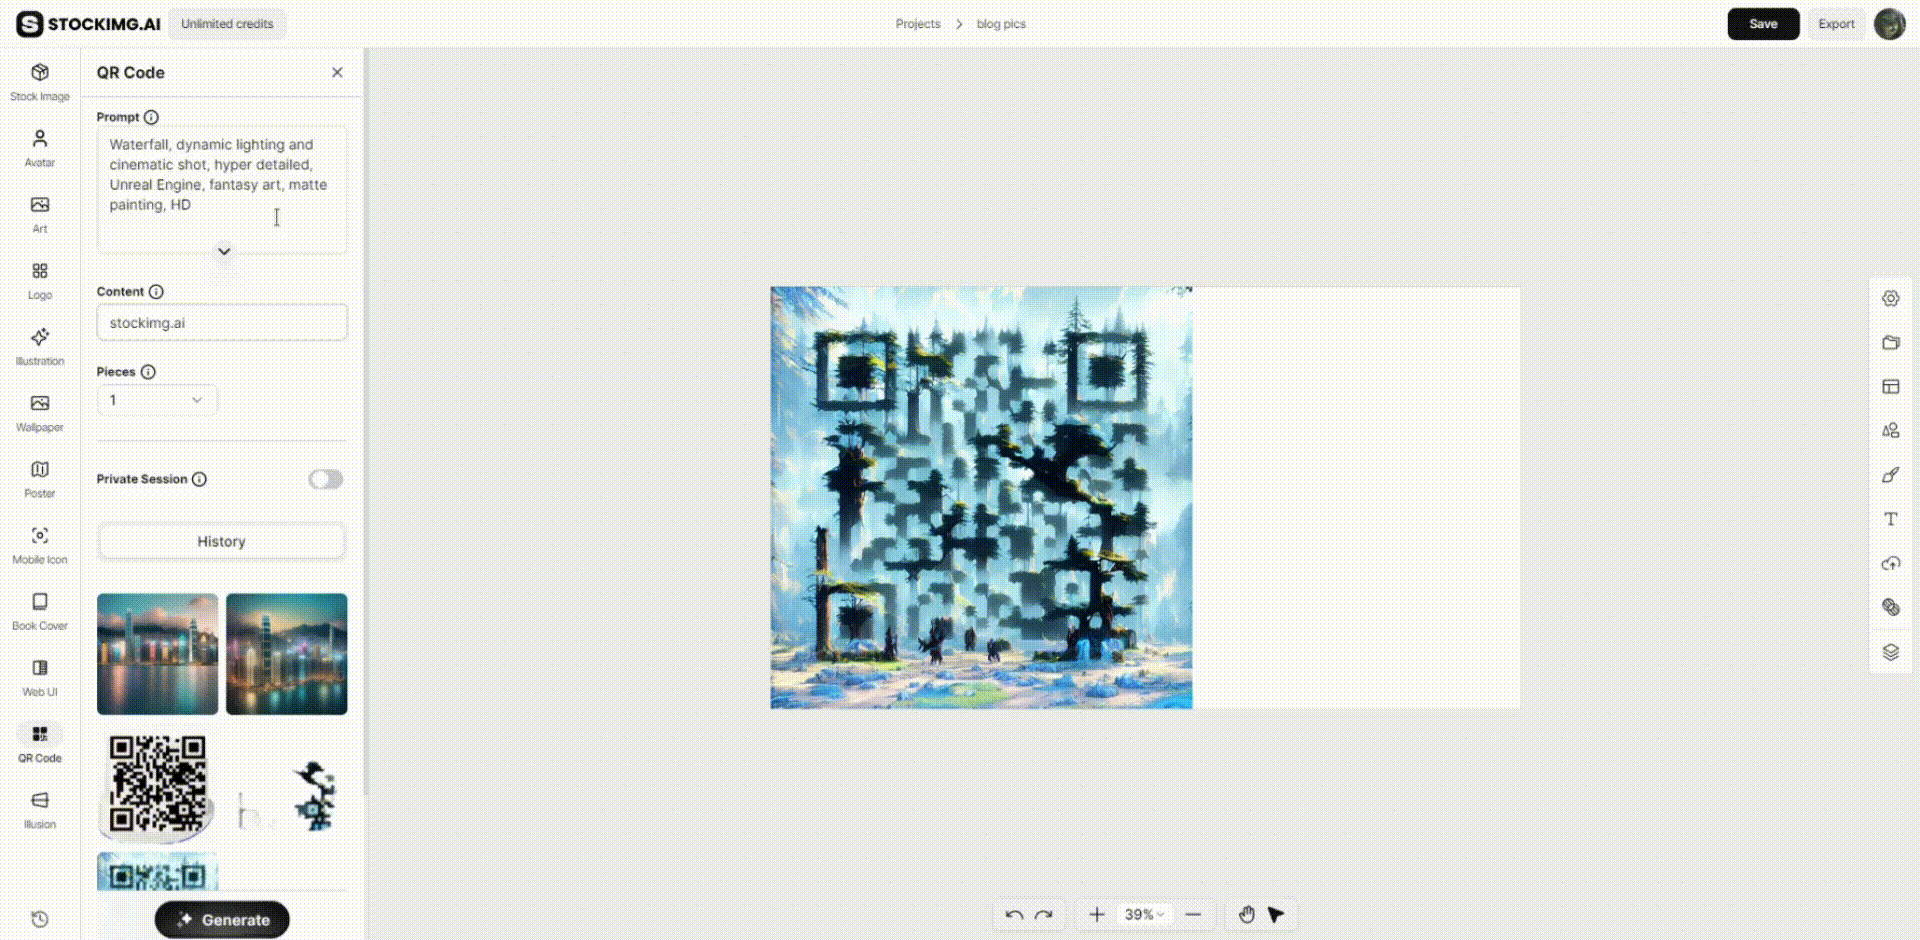 STOCKIMG.AI
Unlimited credits
Projects > blog pics
Save
Export
Stock Image
Avatar
Art
Logo
Illustration
Wallpaper
Poster
Mobile Icon
Book Cover
Web UI
QR Code
Illusion
QR Code
Prompt
Waterfall, dynamic lighting and
cinematic shot, hyper detailed,
Unreal Engine, fantasy art, matte
painting, HD
Content
stockimg.ai
Pieces
1
Private Session
History
Generate
39%